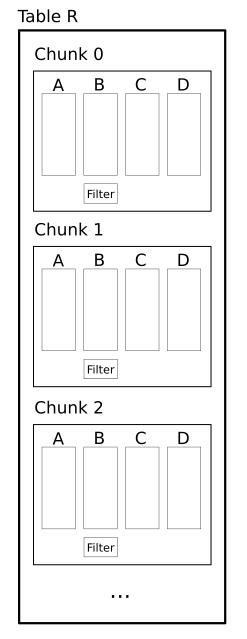 Table R
Chunk 0
A B C D
Filter
Chunk 1
A B C D
Filter
Chunk 2
A B C D
Filter
...